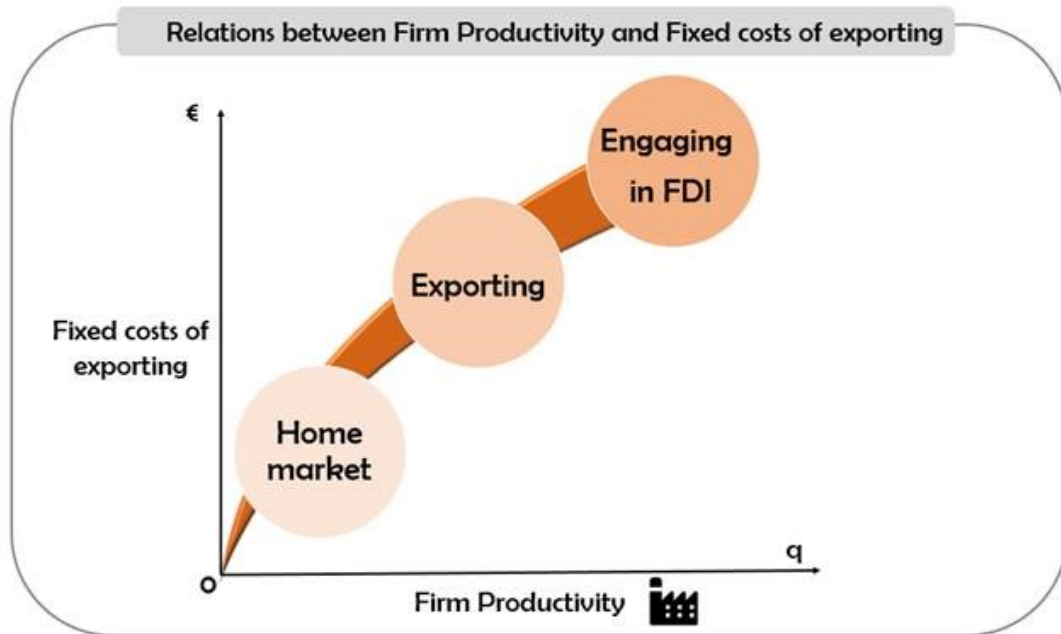 Relations between Firm Productivity and Fixed costs of exporting
€
Engaging
in FDI
Exporting
Fixed costs of
exporting
Home
market
q
O
Firm Productivity